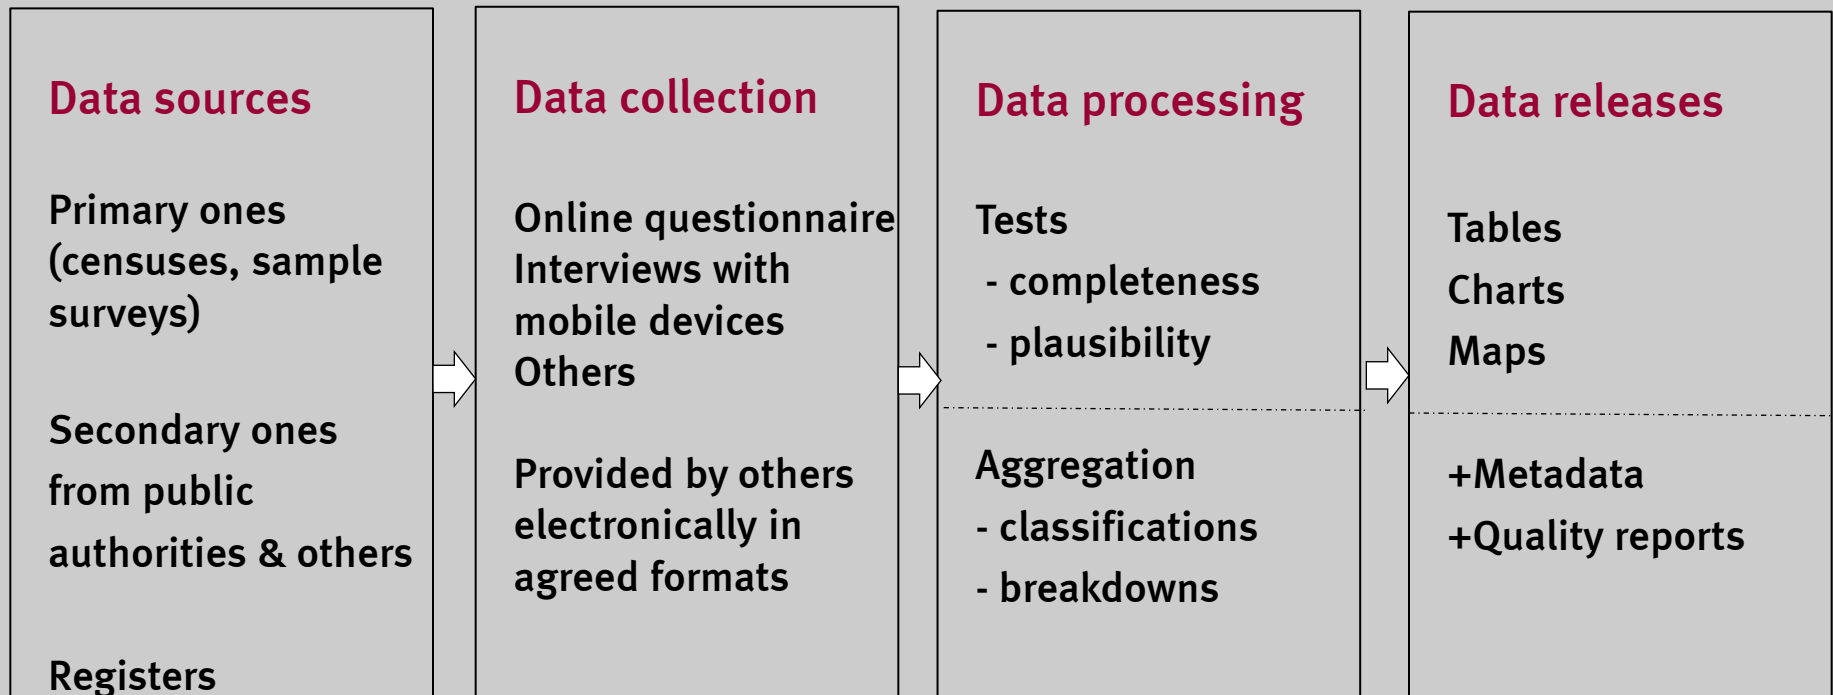 Data sources
Primary ones
(censuses, sample
surveys)
Secondary ones
from public
authorities & others
Registers
Data collection
Online questionnaire
Interviews with
mobile devices
Others
Provided by others
electronically in
agreed formats
Data processing
Tests
- completeness
- plausibility
Aggregation
- classifications
- breakdowns
Data releases
Tables
Charts
Maps
+Metadata
+Quality reports